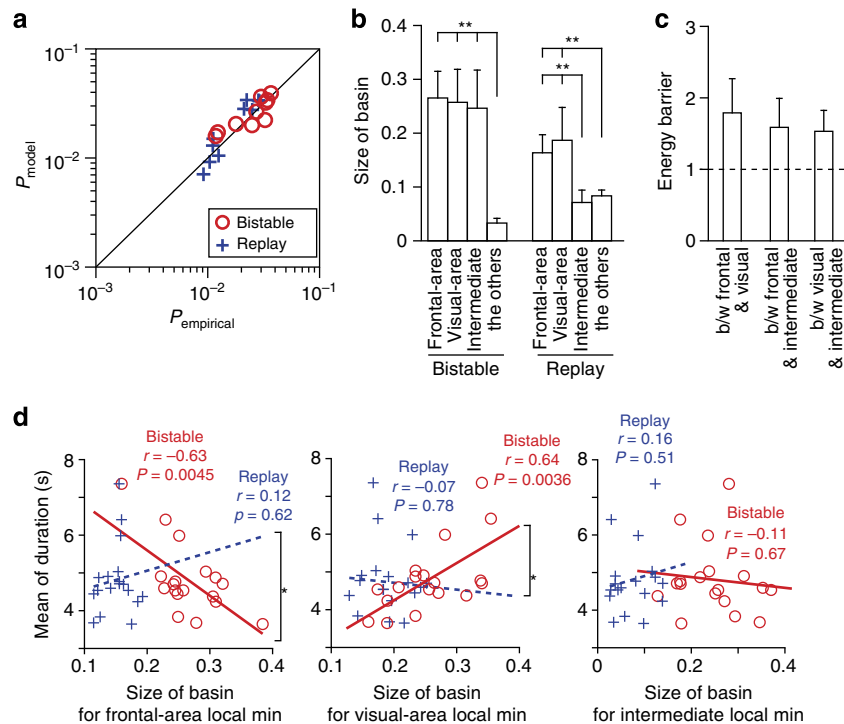 a
10⁻¹
10⁻²
10⁻³
P_model
10⁻³
10⁻²
10⁻¹
P_empirical
Bistable
Replay
b
**
**
**
0.4
0.3
0.2
0.1
0
Size of basin
Frontal-area
Visual-area
Intermediate
the others
Frontal-area
Visual-area
Intermediate
the others
Bistable
Replay
c
3
2
1
0
Energy barrier
b/w frontal
& visual
b/w frontal
& intermediate
b/w visual
& intermediate
d
Mean of duration (s)
8
6
4
Bistable
r = –0.63
P = 0.0045
Replay
r = 0.12
p = 0.62
*
0.1
0.2
0.3
0.4
Size of basin
for frontal-area local min
8
6
4
Replay
r = –0.07
P = 0.78
Bistable
r = 0.64
P = 0.0036
*
0.1
0.2
0.3
0.4
Size of basin
for visual-area local min
8
6
4
Replay
r = 0.16
P = 0.51
Bistable
r = –0.11
P = 0.67
0
0.2
0.4
Size of basin
for intermediate local min